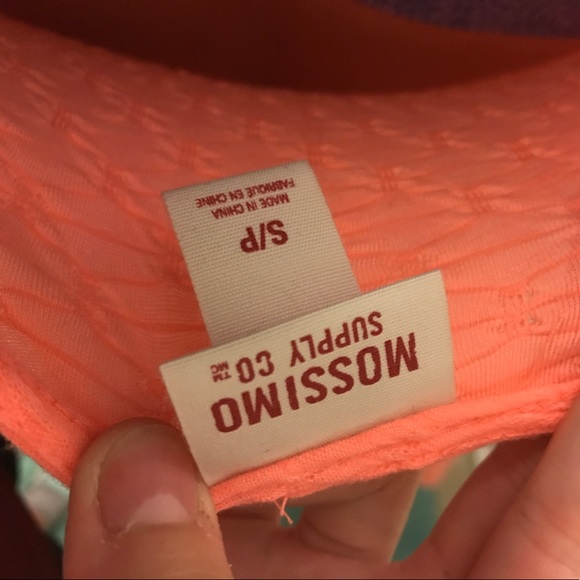 MOSSIMO
SUPPLY CO ™ MC
S/P
MADE IN CHINA
FABRIQUÉ EN CHINE